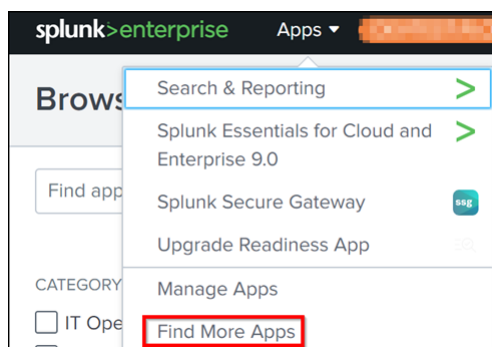 splunk>enterprise Apps
Search & Reporting
Brows
Splunk Essentials for Cloud and
Enterprise 9.0
Find app
Splunk Secure Gateway
ssg
Upgrade Readiness App
CATEGORY
Manage Apps
IT Ope
Find More Apps